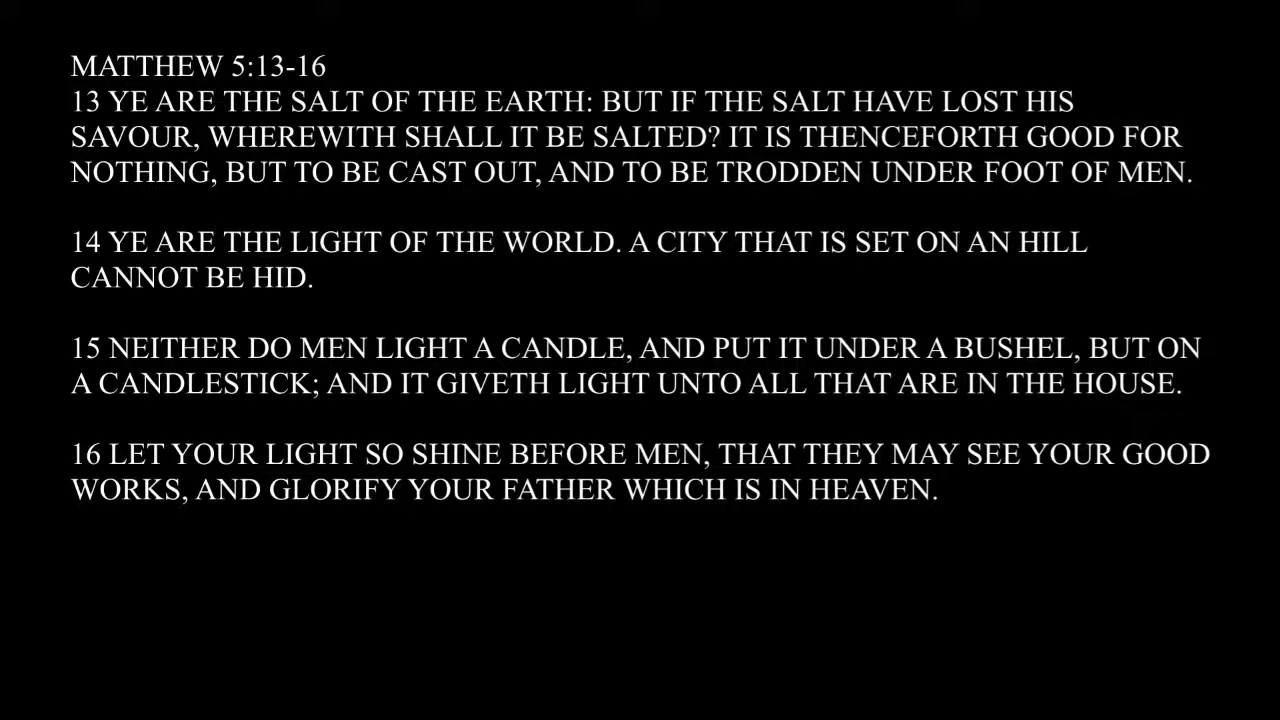 MATTHEW 5:13-16
13 YE ARE THE SALT OF THE EARTH: BUT IF THE SALT HAVE LOST HIS
SAVOUR, WHEREWITH SHALL IT BE SALTED? IT IS THENCEFORTH GOOD FOR
NOTHING, BUT TO BE CAST OUT, AND TO BE TRODDEN UNDER FOOT OF MEN.
14 YE ARE THE LIGHT OF THE WORLD. A CITY THAT IS SET ON AN HILL
CANNOT BE HID.
15 NEITHER DO MEN LIGHT A CANDLE, AND PUT IT UNDER A BUSHEL, BUT ON
A CANDLESTICK; AND IT GIVETH LIGHT UNTO ALL THAT ARE IN THE HOUSE.
16 LET YOUR LIGHT SO SHINE BEFORE MEN, THAT THEY MAY SEE YOUR GOOD
WORKS, AND GLORIFY YOUR FATHER WHICH IS IN HEAVEN.